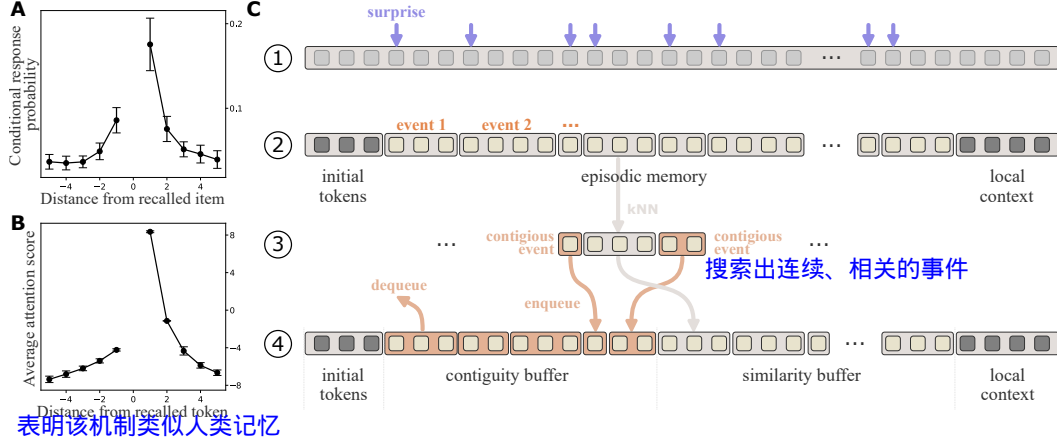 A
Conditional response
probability
0.2
0.1
−4 −2 0 2 4
Distance from recalled item
B
Average attention score
8
4
0
−4
−8
−4 −2 0 2 4
Distance from recalled token
表明该机制类似人类记忆
C
surprise
1
...
2
event 1 event 2 ...
...
initial
tokens
episodic memory
local
context
kNN
3
...
contigious
event
contigious
event
...
搜索出连续、相关的事件
dequeue
enqueue
4
...
initial
tokens
contiguity buffer
similarity buffer
local
context